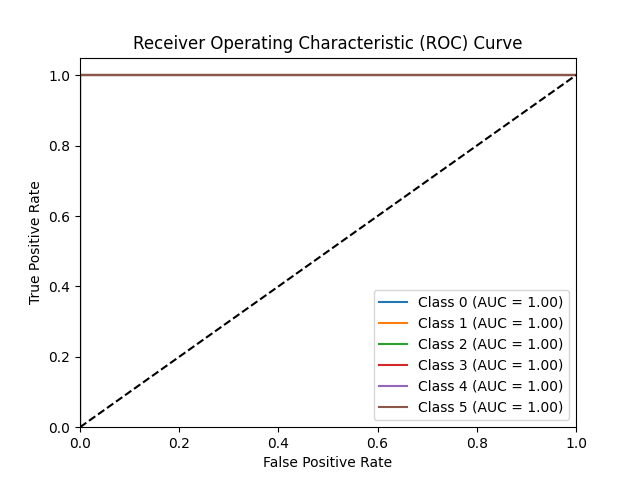 Receiver Operating Characteristic (ROC) Curve
True Positive Rate
1.0
0.8
0.6
0.4
0.2
0.0
Class 0 (AUC = 1.00)
Class 1 (AUC = 1.00)
Class 2 (AUC = 1.00)
Class 3 (AUC = 1.00)
Class 4 (AUC = 1.00)
Class 5 (AUC = 1.00)
0.0 0.2 0.4 0.6 0.8 1.0
False Positive Rate